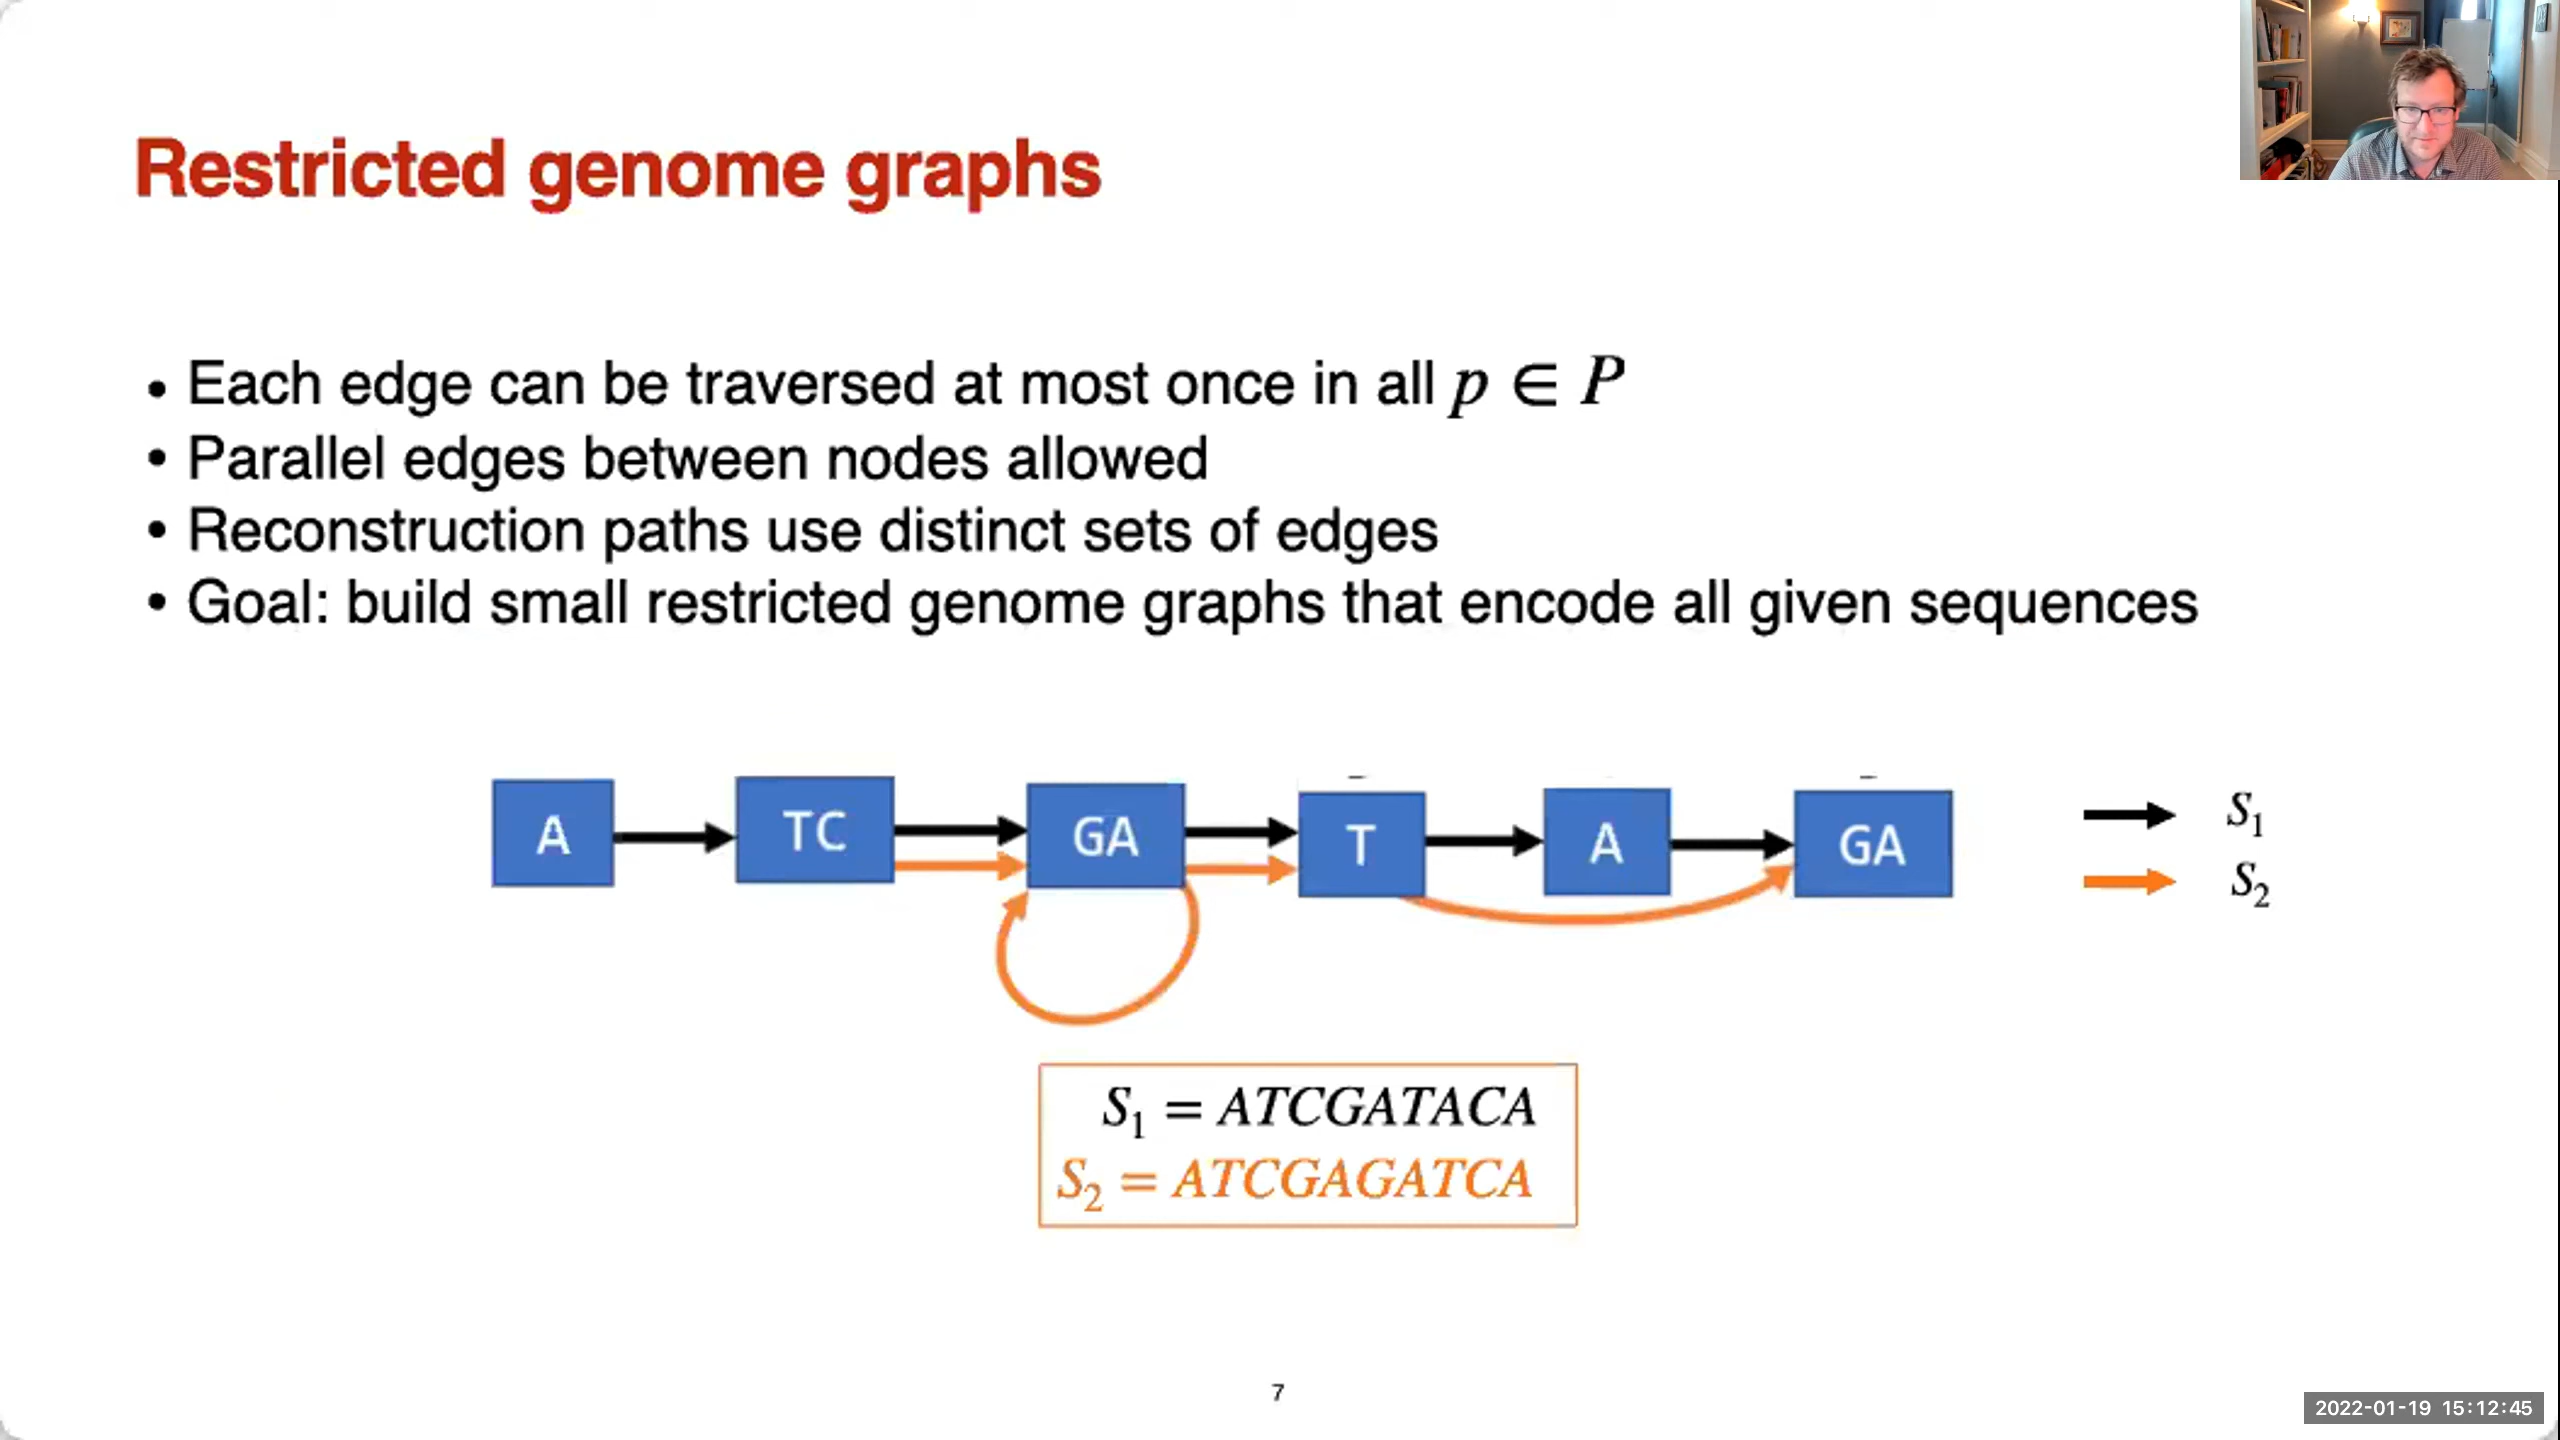 Restricted genome graphs
• Each edge can be traversed at most once in all p ∈ P
• Parallel edges between nodes allowed
• Reconstruction paths use distinct sets of edges
• Goal: build small restricted genome graphs that encode all given sequences
A TC GA T A GA
S₁
S₂
S₁ = ATCGATACA
S₂ = ATCGAGATCA
7
2022-01-19 15:12:45